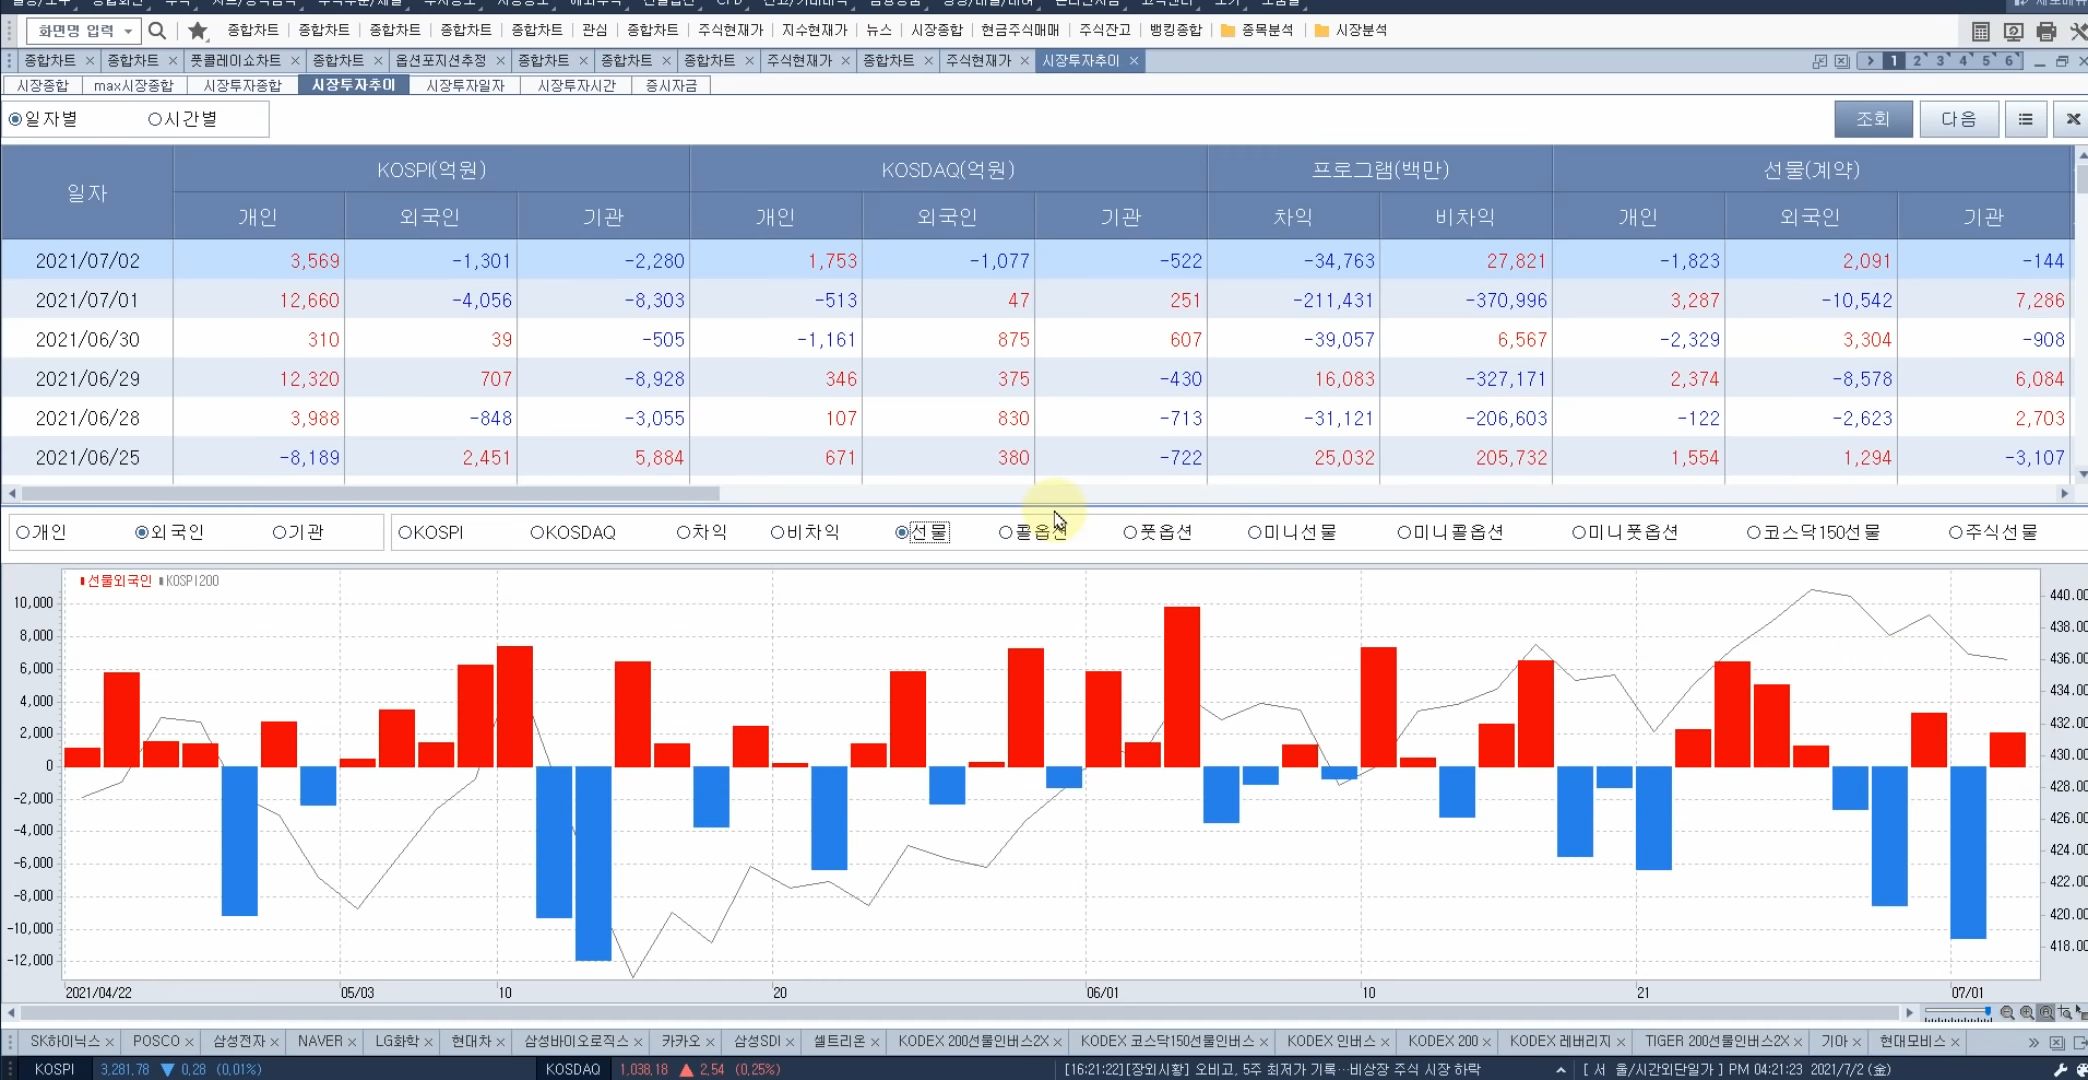 화면명 입력 종합차트 종합차트 종합차트 종합차트 종합차트 관심 종합차트 주식현재가 지수현재가 뉴스 시장종합 현금주식매매 주식잔고 뱅킹종합 종목분석 시장분석
종합차트 종합차트 풋콜레이쇼차트 종합차트 옵션포지션추정 종합차트 종합차트 종합차트 주식현재가 종합차트 주식현재가 시장투자추이 1 2 3 4 5 6
시장종합 max시장종합 시장투자종합 시장투자추이 시장투자일자 시장투자시간 증시자금
일자별 시간별 조회 다음
일자 KOSPI(억원) KOSDAQ(억원) 프로그램(백만) 선물(계약)
개인 외국인 기관 개인 외국인 기관 차익 비차익 개인 외국인 기관
2021/07/02 3,569 -1,301 -2,280 1,753 -1,077 -522 -34,763 27,821 -1,823 2,091 -144
2021/07/01 12,660 -4,056 -8,303 -513 47 251 -211,431 -370,996 3,287 -10,542 7,286
2021/06/30 310 39 -505 -1,161 875 607 -39,057 6,567 -2,329 3,304 -908
2021/06/29 12,320 707 -8,928 346 375 -430 16,083 -327,171 2,374 -8,578 6,084
2021/06/28 3,988 -848 -3,055 107 830 -713 -31,121 -206,603 -122 -2,623 2,703
2021/06/25 -8,189 2,451 5,884 671 380 -722 25,032 205,732 1,554 1,294 -3,107
개인 외국인 기관 KOSPI KOSDAQ 차익 비차익 선물 콜옵션 풋옵션 미니선물 미니콜옵션 미니풋옵션 코스닥150선물 주식선물
선물외국인 KOSPI200
10,000 440.00
8,000 438.00
6,000 436.00
4,000 434.00
2,000 432.00
0 430.00
-2,000 428.00
-4,000 426.00
-6,000 424.00
-8,000 422.00
-10,000 420.00
-12,000 418.00
2021/04/22 05/03 10 20 06/01 10 21 07/01
SK하이닉스 POSCO 삼성전자 NAVER LG화학 현대차 삼성바이오로직스 카카오 삼성SDI 셀트리온 KODEX 200선물인버스2X KODEX 코스닥150선물인버스 KODEX 인버스 KODEX 200 KODEX 레버리지 TIGER 200선물인버스2X 기아 현대모비스
KOSPI 3,281.78 ▼ 0.28 (0.01%) KOSDAQ 1,038.18 ▲ 2.54 (0.25%) [16:21:22][장외시황] 오비고, 5주 최저가 기록…비상장 주식 시장 하락 [ 서 울/시간외단일가 ] PM 04:21:23 2021/7/2 (金)